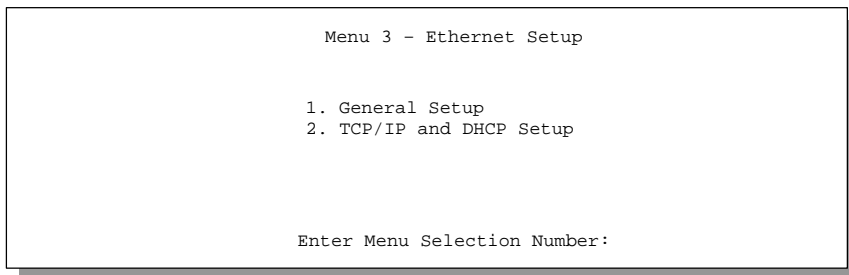 Menu 3 – Ethernet Setup
1. General Setup
2. TCP/IP and DHCP Setup
Enter Menu Selection Number: